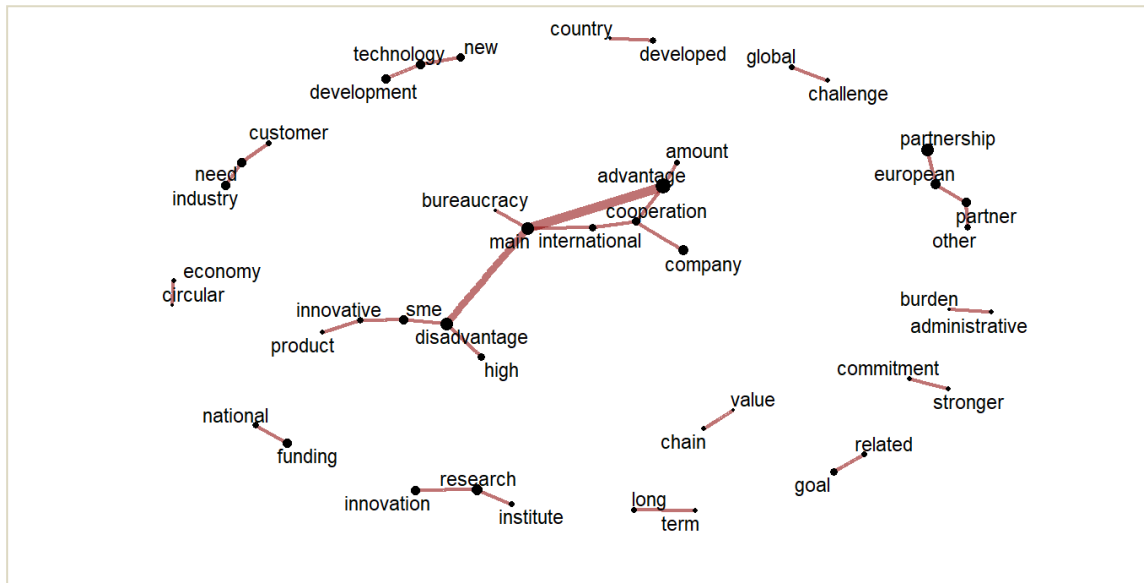 country
developed
technology
new
development
global
challenge
customer
need
industry
amount
advantage
bureaucracy
cooperation
main
international
company
partnership
european
partner
other
economy
circular
innovative
sme
product
disadvantage
high
burden
administrative
commitment
stronger
national
funding
value
chain
related
goal
research
innovation
institute
long
term